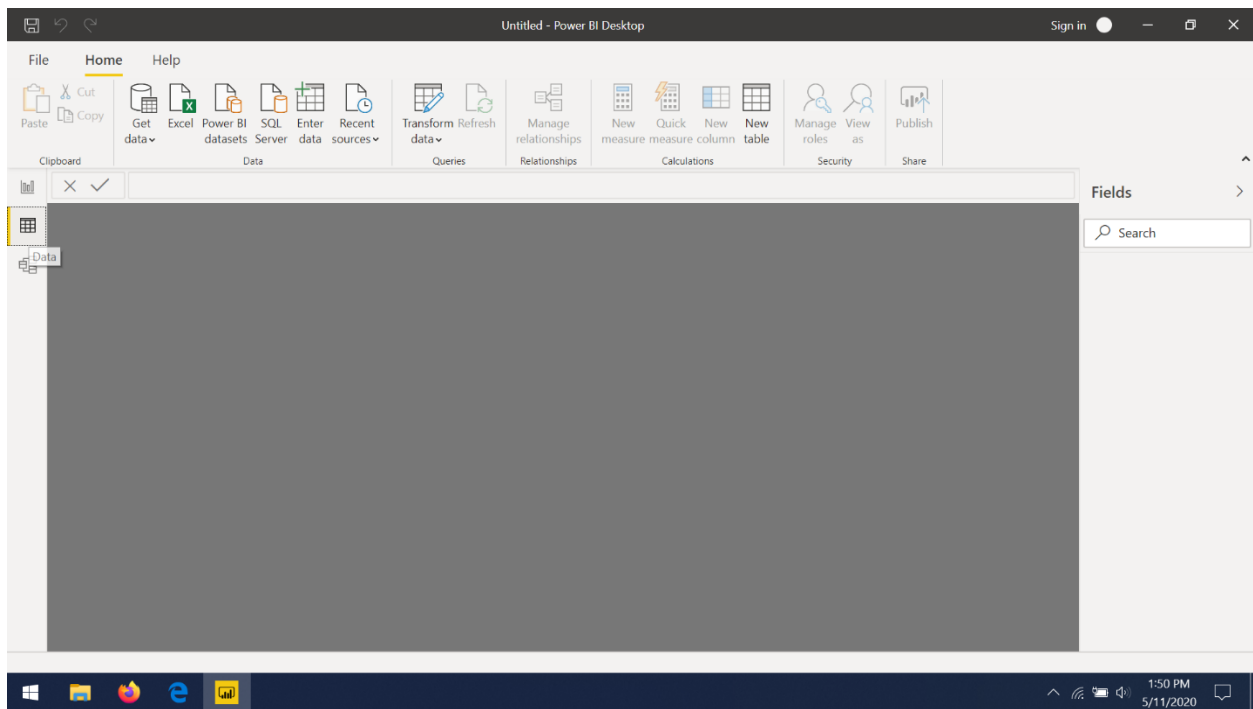 Untitled - Power BI Desktop
Sign in
File Home Help
Paste
Cut
Copy
Get data
Excel
Power BI datasets
SQL Server
Enter data
Recent sources
Transform data
Refresh
Manage relationships
New measure
Quick measure
New column
New table
Manage roles
View as
Publish
Clipboard
Data
Queries
Relationships
Calculations
Security
Share
Fields
Search
Data
1:50 PM
5/11/2020